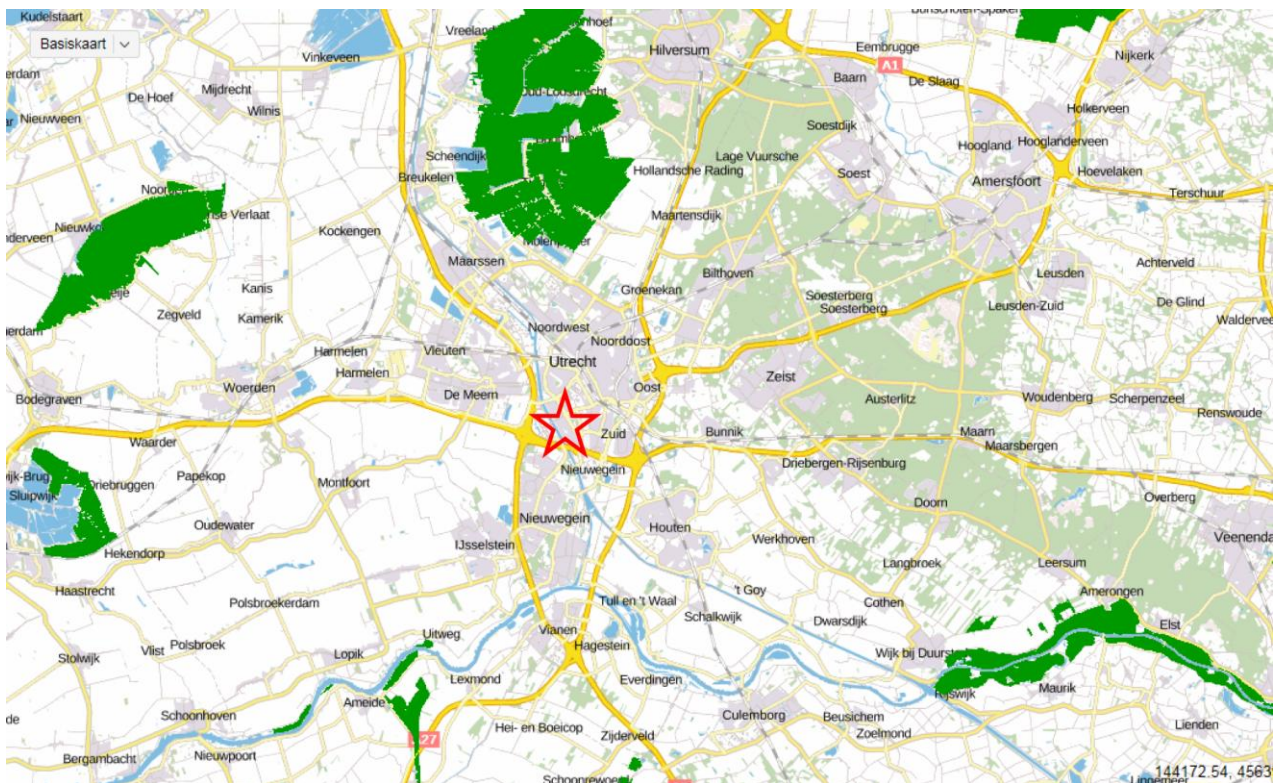 Kudelstaart
Basiskaart
Vinkeveen
Hilversum
Eembrugge
A1
Nijkerk
Baarn
De Slaag
De Hoef
Mijdrecht
Wilnis
Nieuwveen
Holkerveen
Soestdijk
Hoogland
Hooglanderveen
Scheendijk
Breukelen
Hollandsche Rading
Lage Vuursche
Soest
Amersfoort
Hoevelaken
Terschuur
Maartensdijk
Kockengen
Maarssen
Bilthoven
Groenekan
Leusden
Achterveld
Kanis
Zegveld
Kamerik
Soesterberg
Soesterberg
Leusden-Zuid
De Glind
Noordwest
Noordoost
Harmelen
Vleuten
Utrecht
Harmelen
Woerden
De Meern
Oost
Zeist
Bodegraven
Austerlitz
Woudenberg
Scherpenzeel
Renswoude
Waarder
Zuid
Bunnik
Maarn
Maarsbergen
Papekop
Driebruggen
Sluipwijk
Montfoort
Nieuwegein
Driebergen-Rijsenburg
Doorn
Overberg
Oudewater
Nieuwegein
Houten
Hekendorp
IJsselstein
Werkhoven
Langbroek
Leersum
Haastrecht
't Goy
Amerongen
Polsbroekerdam
Tull en 't Waal
Schalkwijk
Cothen
Dwarsdijk
Elst
Uitweg
Vianen
Hagestein
Stolwijk
Vlist
Polsbroek
Lopik
Lexmond
Everdingen
Rijswijk
Maurik
Ameide
Schoonhoven
Culemborg
Beusichem
Zoelmond
Lienden
Hei- en Boeicop
Zijderveld
Bergambacht
Nieuwpoort
144172.54, 4563